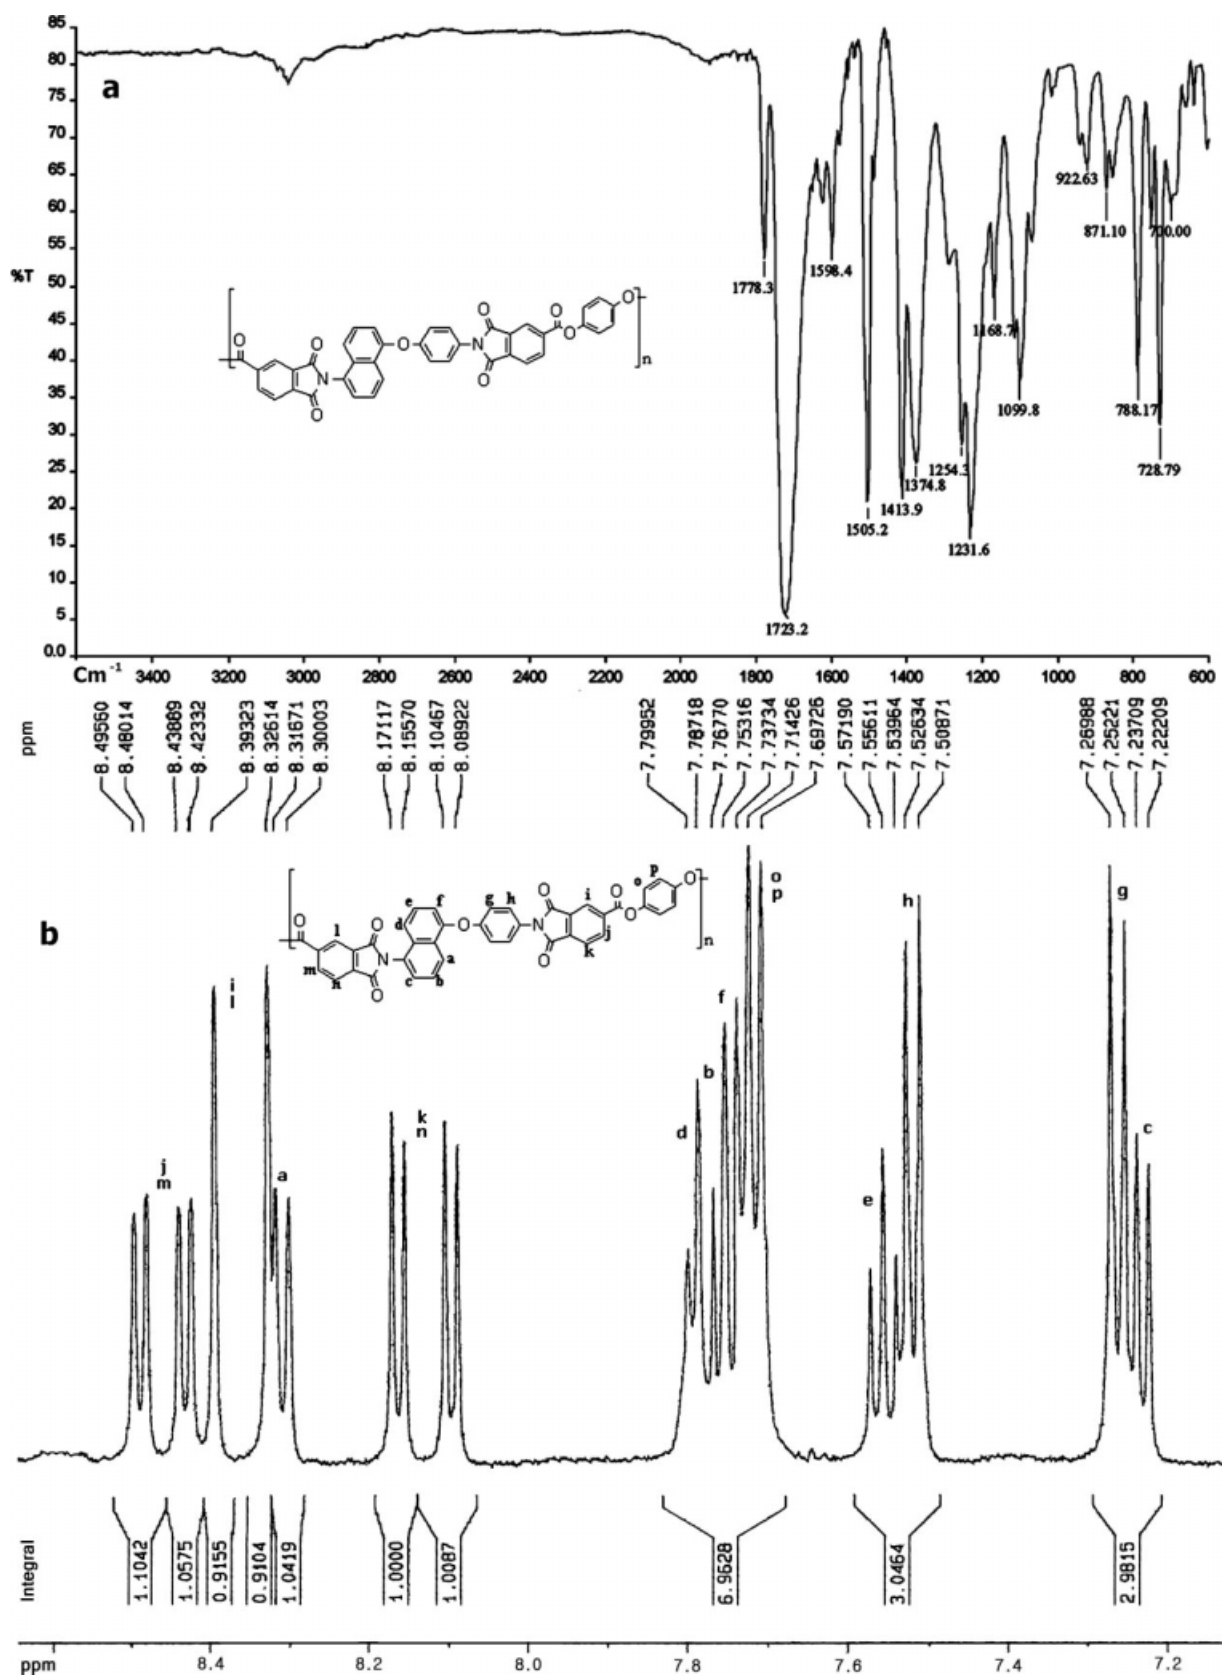 85
80
a
75
70
65
60
55
50
%T
45
40
35
30
25
20
15
10
5
0.0
922.63
871.10
700.00
1778.3
1598.4
1168.7
1099.8
788.17
1254.3
1374.8
728.79
1413.9
1505.2
1231.6
1723.2
O O O O N O N O O O O O n
Cm-1 3400 3200 3000 2800 2600 2400 2200 2000 1800 1600 1400 1200 1000 800 600
ppm
8.49560
8.48014
8.43889
8.42332
8.39323
8.32614
8.31671
8.30003
8.17117
8.15570
8.10467
8.08922
7.79952
7.78718
7.76770
7.75316
7.73734
7.71426
7.69726
7.57190
7.55611
7.53964
7.52634
7.50871
7.26988
7.25221
7.23709
7.22209
b
O l m n O O N a b c d e f O g h N O O i j k O O o p O n
i
l
o
p
g
h
f
b
d
k
n
c
j
m
a
e
Integral
1.1042
1.0575
0.9155
0.9104
1.0419
1.0000
1.0087
6.9628
3.0464
2.9815
ppm 8.4 8.2 8.0 7.8 7.6 7.4 7.2